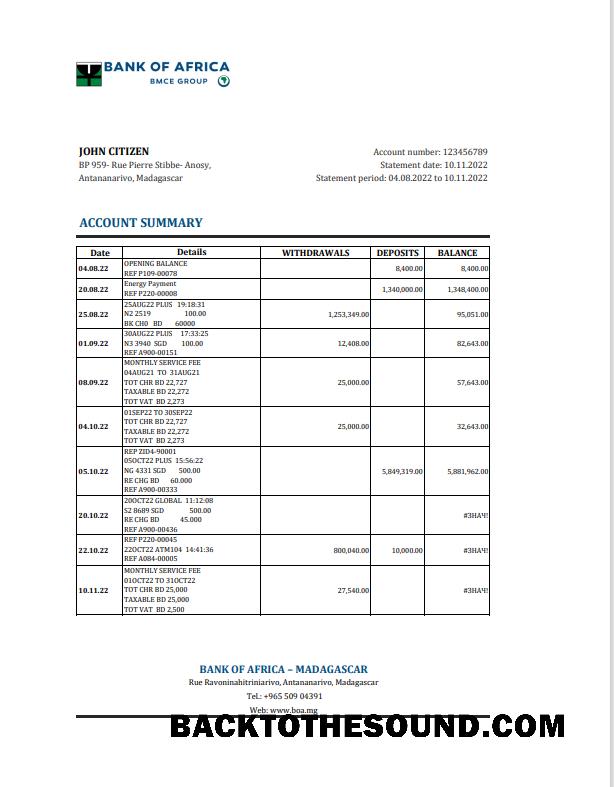 BANK OF AFRICA
BMCE GROUP
JOHN CITIZEN
BP 959- Rue Pierre Stibbe- Anosy,
Antananarivo, Madagascar
Account number: 123456789
Statement date: 10.11.2022
Statement period: 04.08.2022 to 10.11.2022
ACCOUNT SUMMARY
Date Details WITHDRAWALS DEPOSITS BALANCE
04.08.22 OPENING BALANCE 8,400.00 8,400.00
REF P109-00078
20.08.22 Energy Payment 1,340,000.00 1,348,400.00
REF P220-00008
25.08.22 25AUG22 PLUS 19:18:31 1,253,349.00 95,051.00
N2 2519 100.00
BK CH0 BD 60000
01.09.22 30AUG22 PLUS 17:33:25 12,408.00 82,643.00
N3 3940 SGD 100.00
REF A900-00151
08.09.22 MONTHLY SERVICE FEE 25,000.00 57,643.00
04AUG21 TO 31AUG21
TOT CHR BD 22,727
TAXABLE BD 22,272
TOT VAT BD 2,273
04.10.22 01SEP22 TO 30SEP22 25,000.00 32,643.00
TOT CHR BD 22,727
TAXABLE BD 22,272
TOT VAT BD 2,273
05.10.22 REP ZID4-90001 5,849,319.00 5,881,962.00
05OCT22 PLUS 15:56:22
NG 4331 SGD 500.00
RE CHG BD 60.000
REF A900-00333
20.10.22 20OCT22 GLOBAL 11:12:08 #ЗНАЧ!
S2 8689 SGD 500.00
RE CHG BD 45.000
REF A900-00436
22.10.22 REF P220-00045 800,040.00 10,000.00 #ЗНАЧ!
22OCT22 ATM104 14:41:36
REF A084-00005
10.11.22 MONTHLY SERVICE FEE 27,540.00 #ЗНАЧ!
01OCT22 TO 31OCT22
TOT CHR BD 25,000
TAXABLE BD 25,000
TOT VAT BD 2,500
BANK OF AFRICA – MADAGASCAR
Rue Ravoninahitriniarivo, Antananarivo, Madagascar
Tel.: +965 509 04391
Web: www.boa.mg
BACKTOTHESOUND.COM